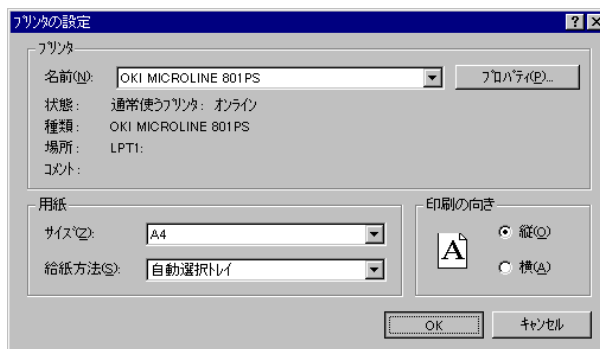 ﾌﾟﾘﾝﾀの設定
ﾌﾟﾘﾝﾀ
名前(N): OKI MICROLINE 801PS ﾌﾟﾛﾊﾟﾃｨ(P)...
状態: 通常使うﾌﾟﾘﾝﾀ: ｵﾝﾗｲﾝ
種類: OKI MICROLINE 801PS
場所: LPT1:
ｺﾒﾝﾄ:
用紙
ｻｲｽﾞ(Z): A4
給紙方法(S): 自動選択ﾄﾚｲ
印刷の向き
A
縦(O)
横(A)
OK ｷｬﾝｾﾙ